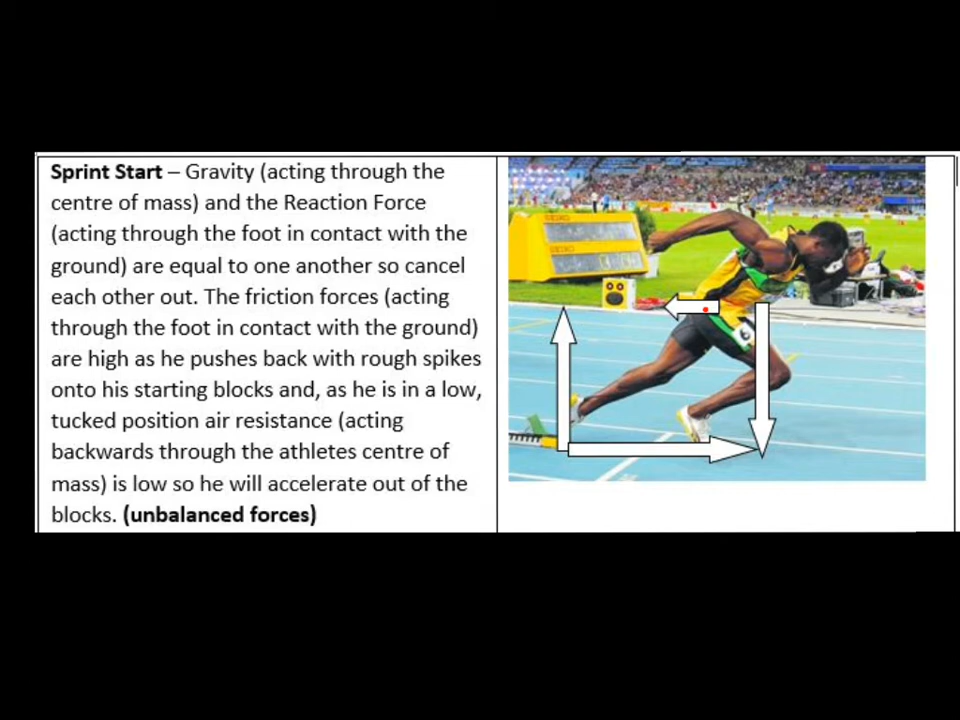 Sprint Start – Gravity (acting through the
centre of mass) and the Reaction Force
(acting through the foot in contact with the
ground) are equal to one another so cancel
each other out. The friction forces (acting
through the foot in contact with the ground)
are high as he pushes back with rough spikes
onto his starting blocks and, as he is in a low,
tucked position air resistance (acting
backwards through the athletes centre of
mass) is low so he will accelerate out of the
blocks. (unbalanced forces)
SEIKO
SEIKO
6